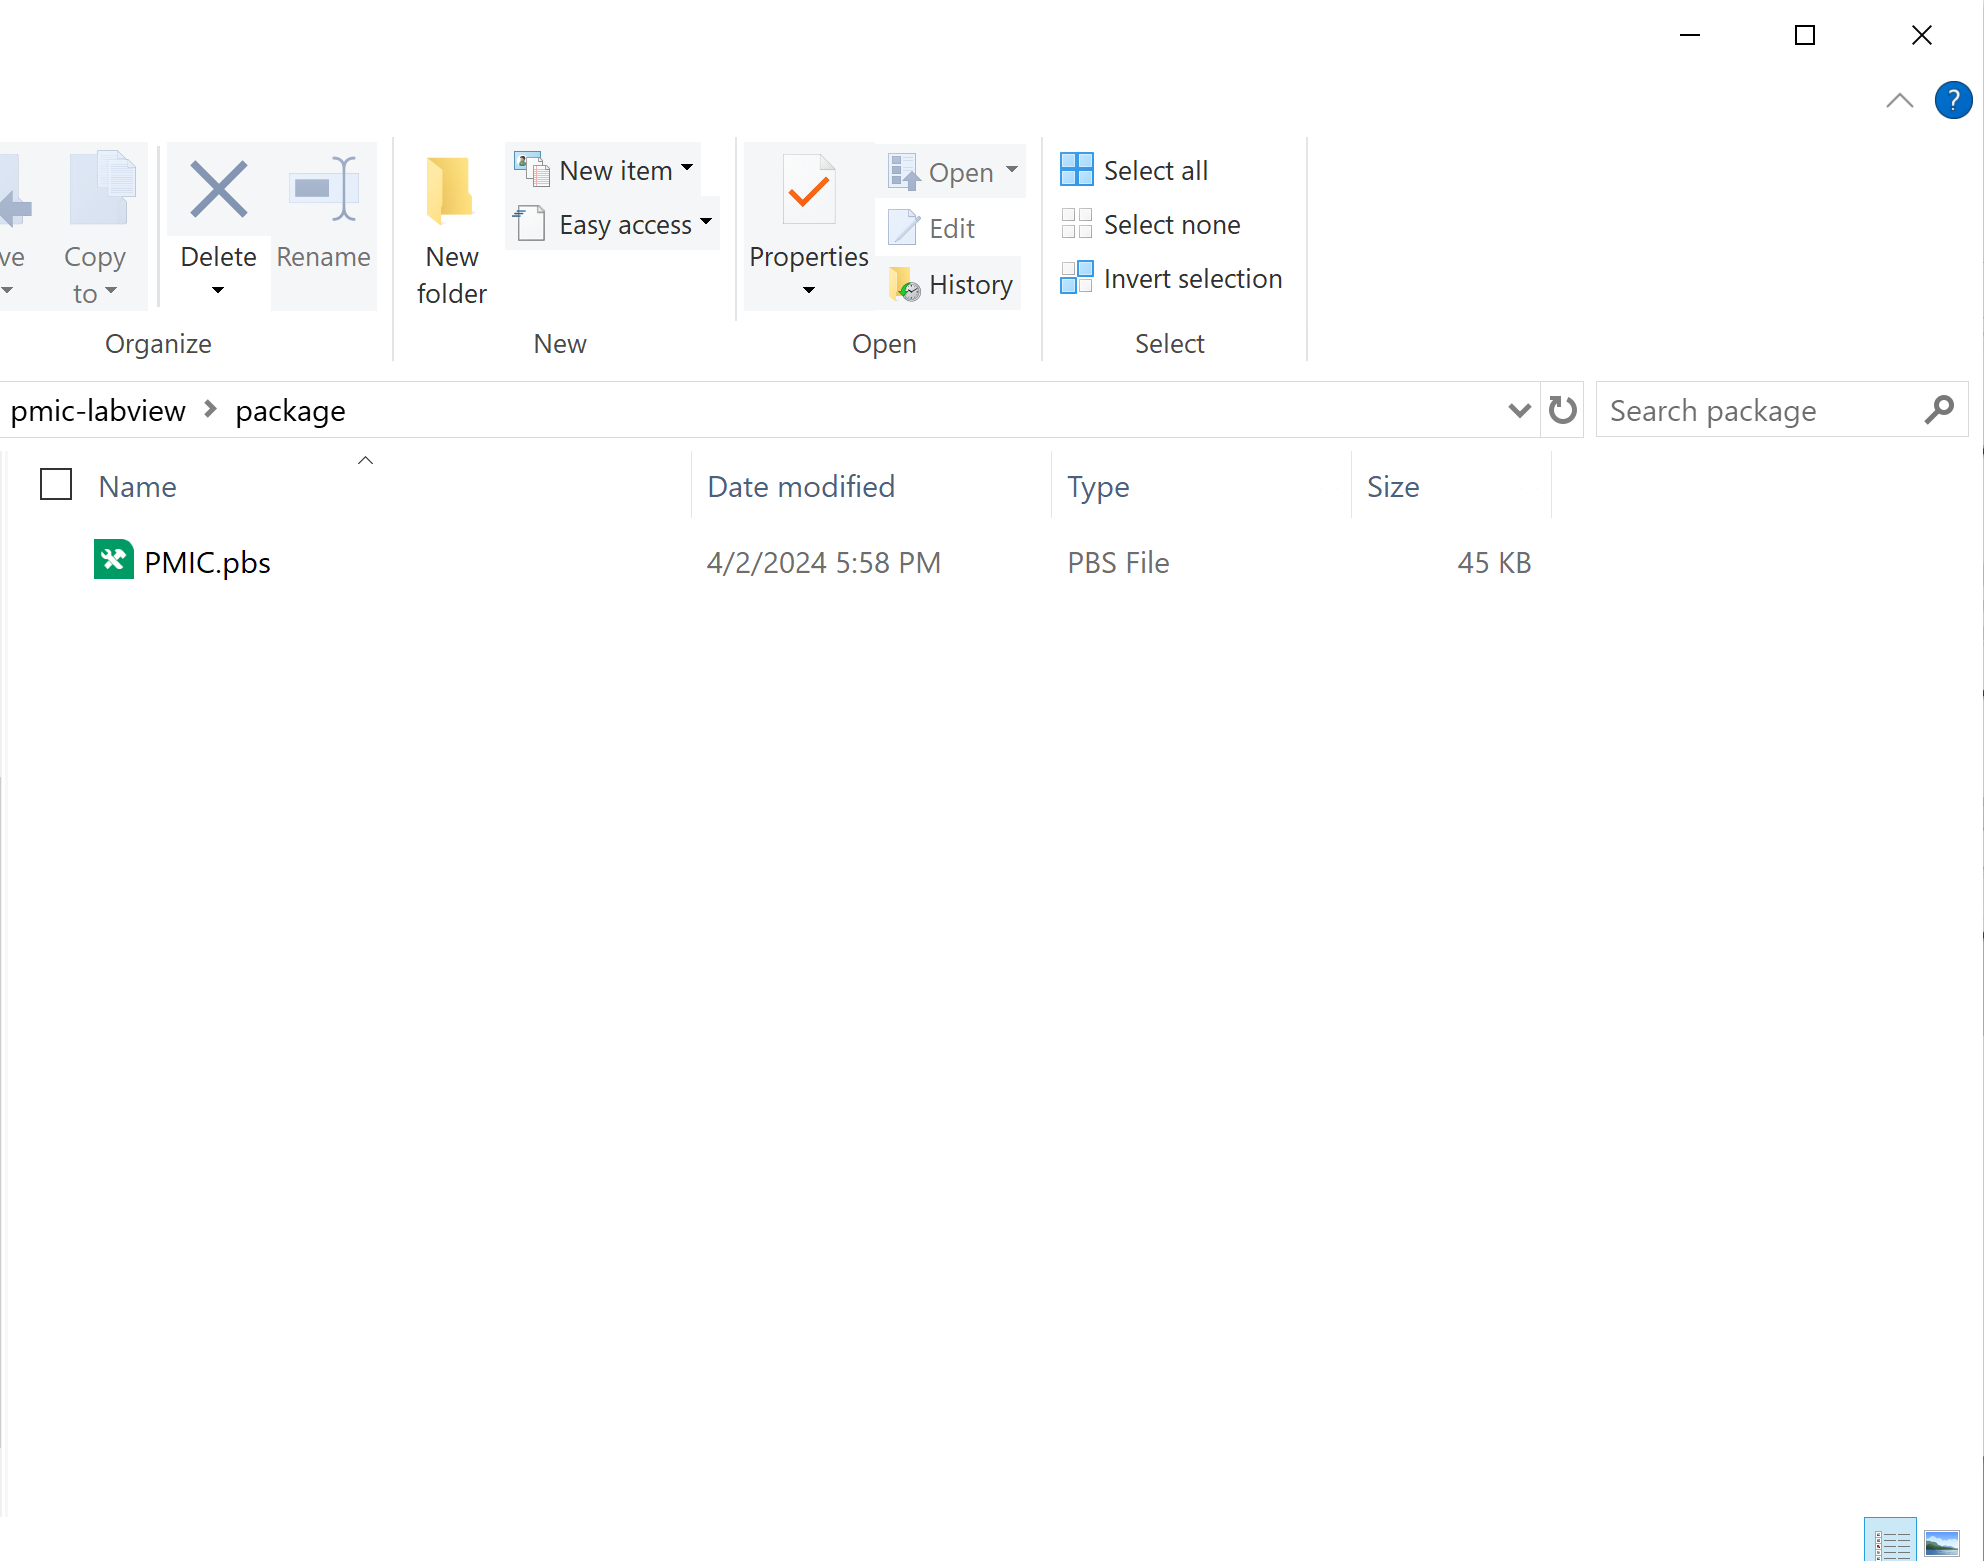 ?
ve
Copy
to
Delete
Rename
Organize
New
folder
New item
Easy access
New
Properties
Open
Edit
History
Open
Select all
Select none
Invert selection
Select
pmic-labview
package
Search package
Name
Date modified
Type
Size
PMIC.pbs
4/2/2024 5:58 PM
PBS File
45 KB